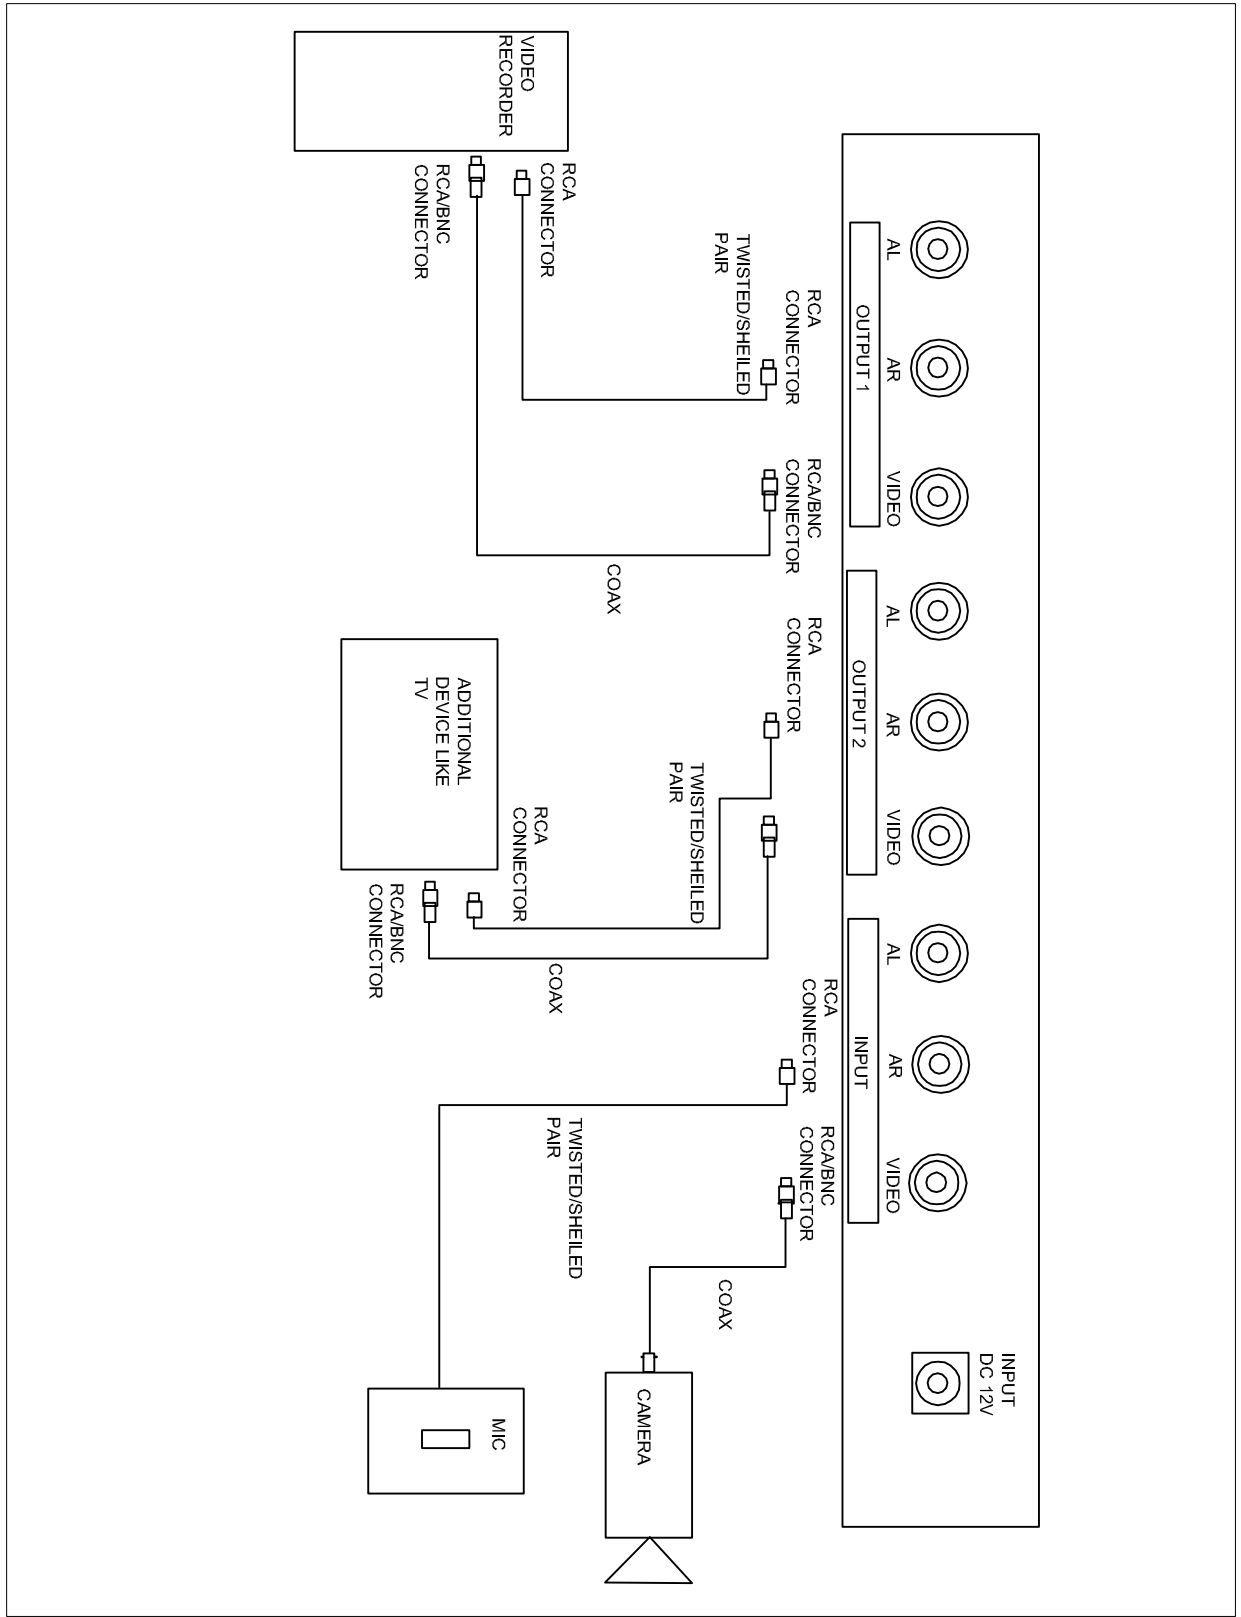 INPUT
DC 12V
AL
AR
VIDEO
AL
AR
VIDEO
AL
AR
VIDEO
OUTPUT 1
OUTPUT 2
INPUT
RCA
CONNECTOR
RCA/BNC
CONNECTOR
RCA
CONNECTOR
RCA
CONNECTOR
RCA/BNC
CONNECTOR
TWISTED/SHEILED
PAIR
TWISTED/SHEILED
PAIR
COAX
COAX
COAX
TWISTED/SHEILED
PAIR
RCA
CONNECTOR
RCA/BNC
CONNECTOR
RCA
CONNECTOR
RCA/BNC
CONNECTOR
VIDEO
RECORDER
ADDITIONAL
DEVICE LIKE
TV
CAMERA
MIC